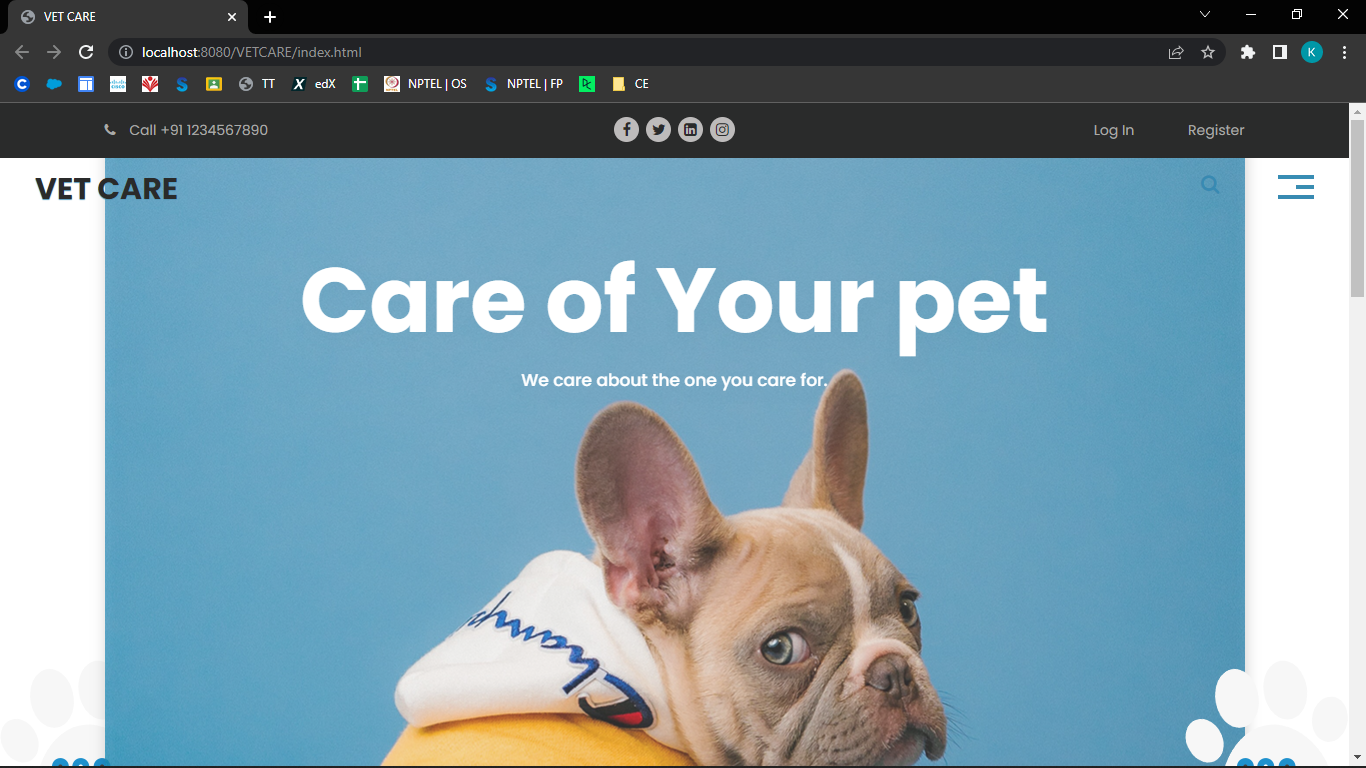 VET CARE
localhost:8080/VETCARE/index.html
K
TT
edX
NPTEL | OS
NPTEL | FP
CE
Call +91 1234567890
Log In
Register
VET CARE
Care of Your pet
We care about the one you care for.